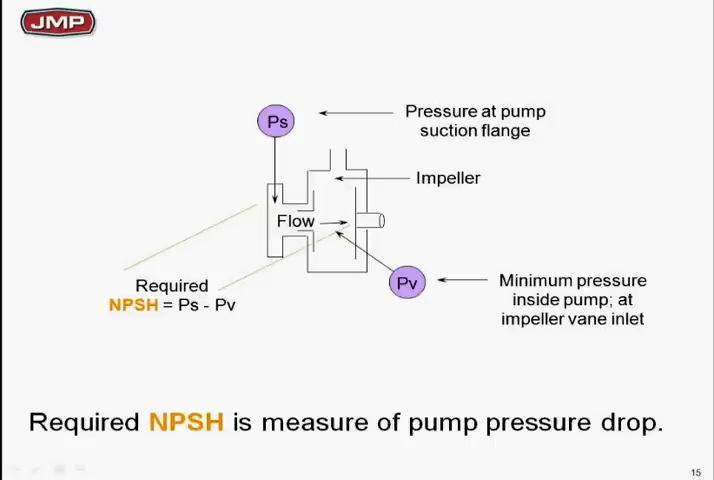 JMP
Ps
Pressure at pump
suction flange
Impeller
Flow
Required
NPSH = Ps - Pv
Pv
Minimum pressure
inside pump; at
impeller vane inlet
Required NPSH is measure of pump pressure drop.
15